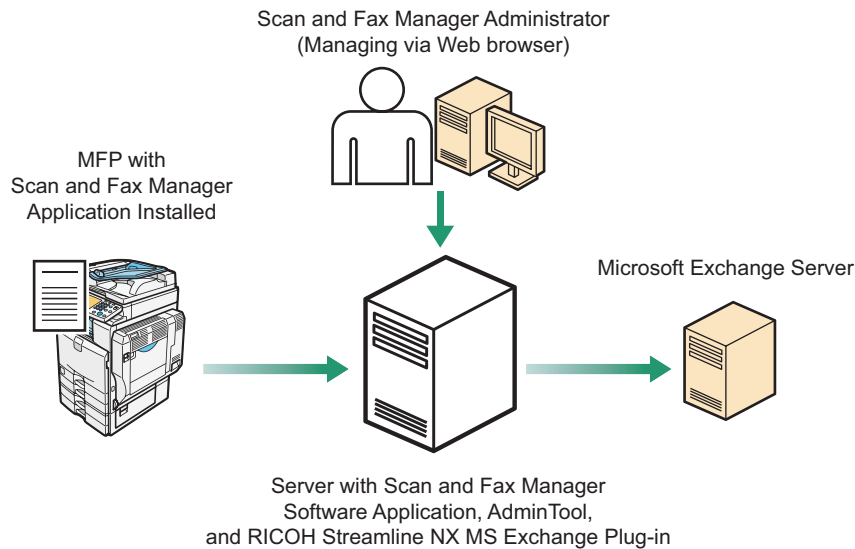 Scan and Fax Manager Administrator
(Managing via Web browser)
MFP with
Scan and Fax Manager
Application Installed
Microsoft Exchange Server
Server with Scan and Fax Manager
Software Application, AdminTool,
and RICOH Streamline NX MS Exchange Plug-in